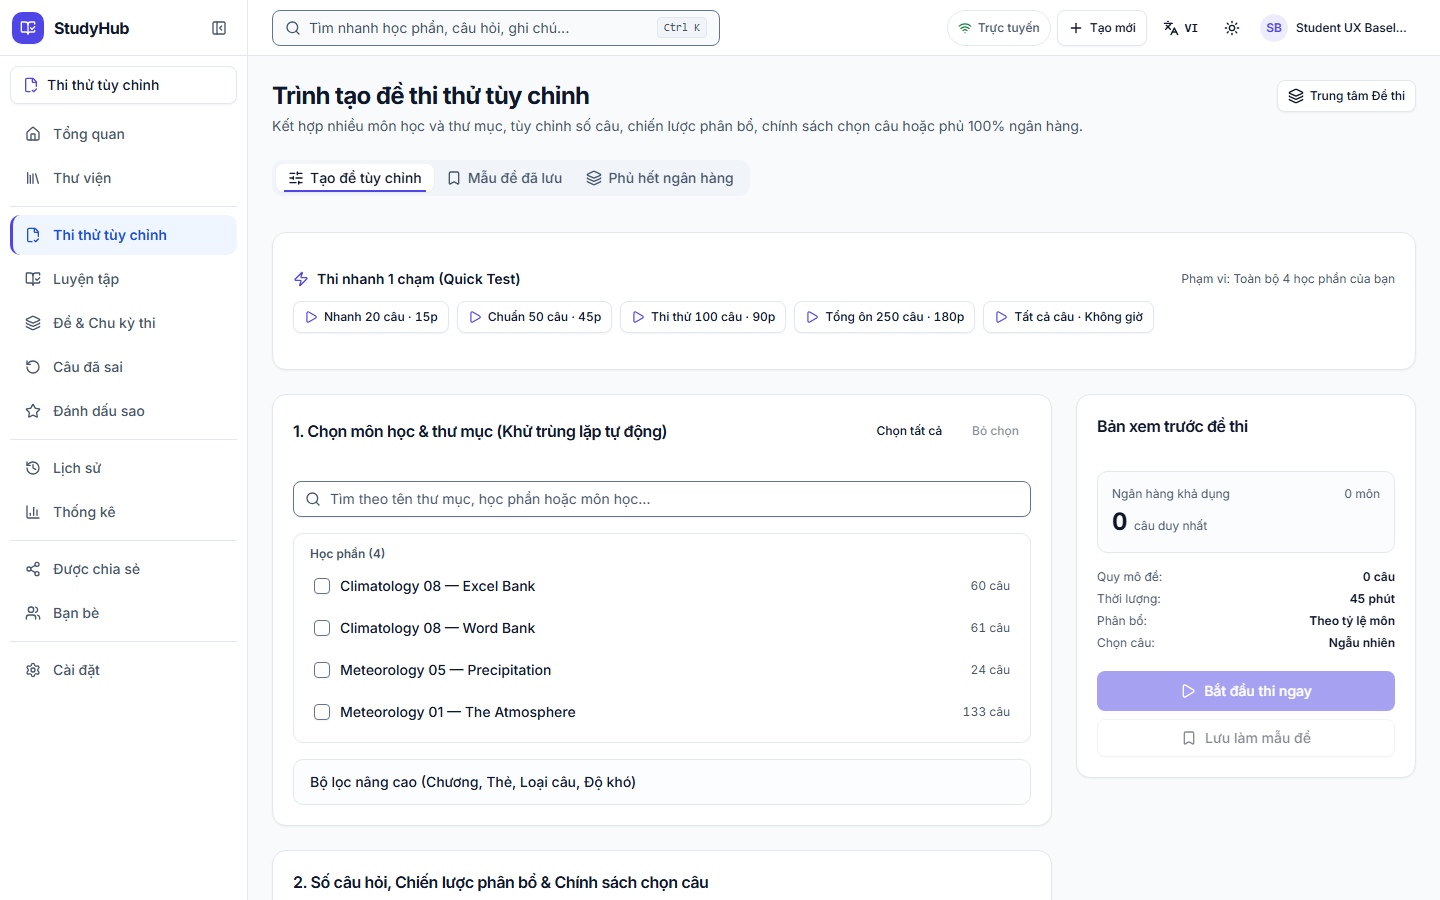 StudyHub
Tìm nhanh học phần, câu hỏi, ghi chú...
Ctrl K
Trực tuyến
Tạo mới
VI
SB
Student UX Basel...
Thi thử tùy chỉnh
Tổng quan
Thư viện
Thi thử tùy chỉnh
Luyện tập
Đề & Chu kỳ thi
Câu đã sai
Đánh dấu sao
Lịch sử
Thống kê
Được chia sẻ
Bạn bè
Cài đặt
Trình tạo đề thi thử tùy chỉnh
Trung tâm Đề thi
Kết hợp nhiều môn học và thư mục, tùy chỉnh số câu, chiến lược phân bổ, chính sách chọn câu hoặc phủ 100% ngân hàng.
Tạo đề tùy chỉnh
Mẫu đề đã lưu
Phủ hết ngân hàng
Thi nhanh 1 chạm (Quick Test)
Phạm vi: Toàn bộ 4 học phần của bạn
Nhanh 20 câu · 15p
Chuẩn 50 câu · 45p
Thi thử 100 câu · 90p
Tổng ôn 250 câu · 180p
Tất cả câu · Không giờ
1. Chọn môn học & thư mục (Khử trùng lặp tự động)
Chọn tất cả
Bỏ chọn
Tìm theo tên thư mục, học phần hoặc môn học...
Học phần (4)
Climatology 08 — Excel Bank
60 câu
Climatology 08 — Word Bank
61 câu
Meteorology 05 — Precipitation
24 câu
Meteorology 01 — The Atmosphere
133 câu
Bộ lọc nâng cao (Chương, Thẻ, Loại câu, Độ khó)
2. Số câu hỏi, Chiến lược phân bổ & Chính sách chọn câu
Bản xem trước đề thi
Ngân hàng khả dụng
0 môn
0 câu duy nhất
Quy mô đề:
0 câu
Thời lượng:
45 phút
Phân bổ:
Theo tỷ lệ môn
Chọn câu:
Ngẫu nhiên
Bắt đầu thi ngay
Lưu làm mẫu đề